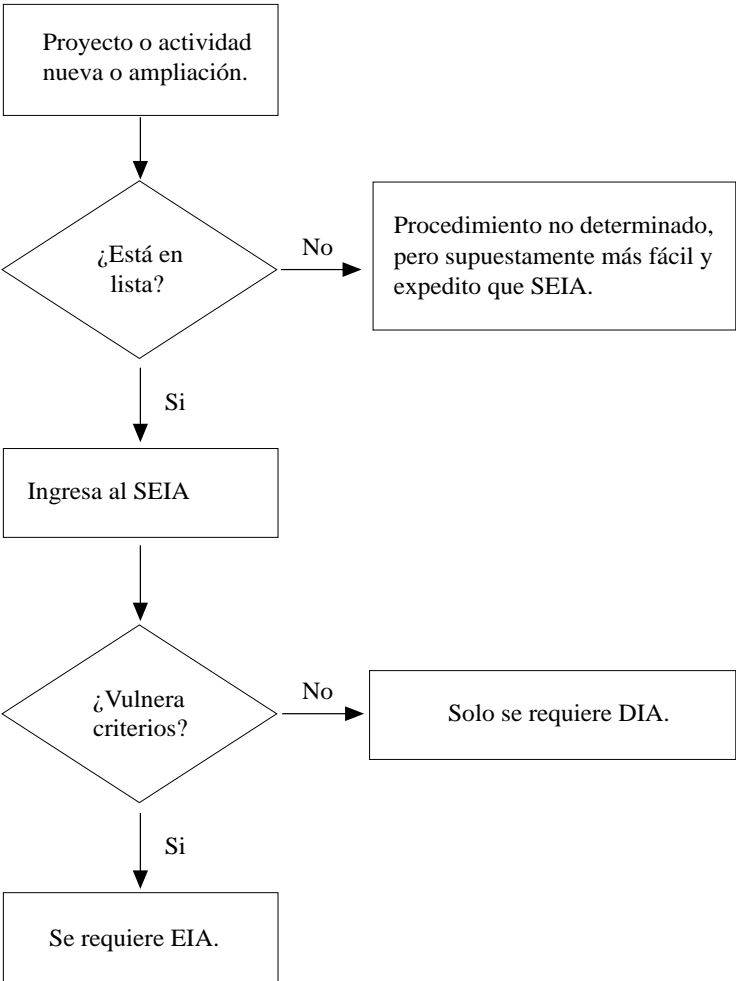 Proyecto o actividad
nueva o ampliación.
¿Está en
lista?
No
Procedimiento no determinado,
pero supuestamente más fácil y
expedito que SEIA.
Si
Ingresa al SEIA
¿Vulnera
criterios?
No
Solo se requiere DIA.
Si
Se requiere EIA.